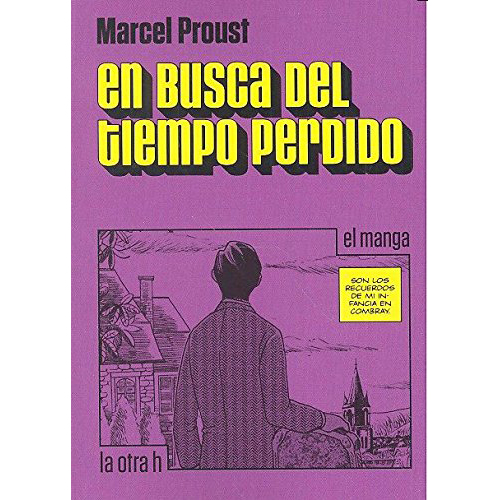 Marcel Proust
en busca del
tiempo perdido
el manga
SON LOS
RECUERDOS
DE MI IN-
FANCIA EN
COMBRAY.
la otra h